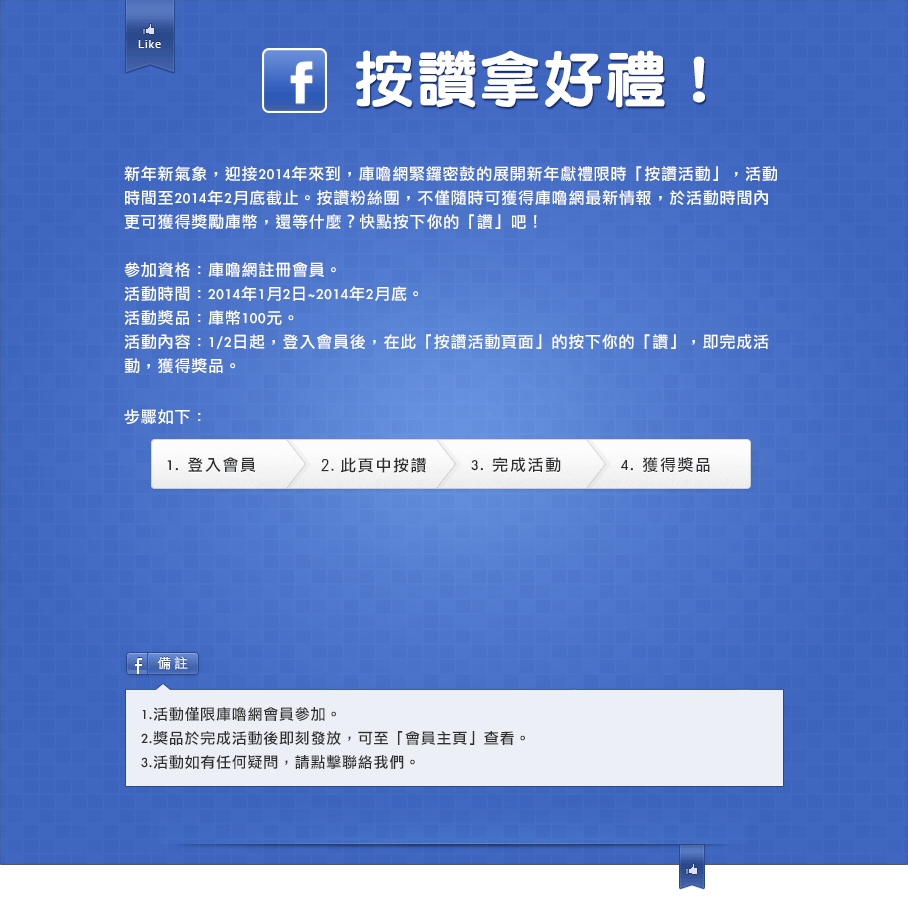 Like
按讚拿好禮！
新年新氣象，迎接2014年來到，庫嚕網緊鑼密鼓的展開新年獻禮限時「按讚活動」，活動
時間至2014年2月底截止。按讚粉絲團，不僅隨時可獲得庫嚕網最新情報，於活動時間內
更可獲得獎勵庫幣，還等什麼？快點按下你的「讚」吧！
參加資格：庫嚕網註冊會員。
活動時間：2014年1月2日~2014年2月底。
活動獎品：庫幣100元。
活動內容：1/2日起，登入會員後，在此「按讚活動頁面」的按下你的「讚」，即完成活
動，獲得獎品。
步驟如下：
1. 登入會員 2. 此頁中按讚 3. 完成活動 4. 獲得獎品
備註
1.活動僅限庫嚕網會員參加。
2.獎品於完成活動後即刻發放，可至「會員主頁」查看。
3.活動如有任何疑問，請點擊聯絡我們。